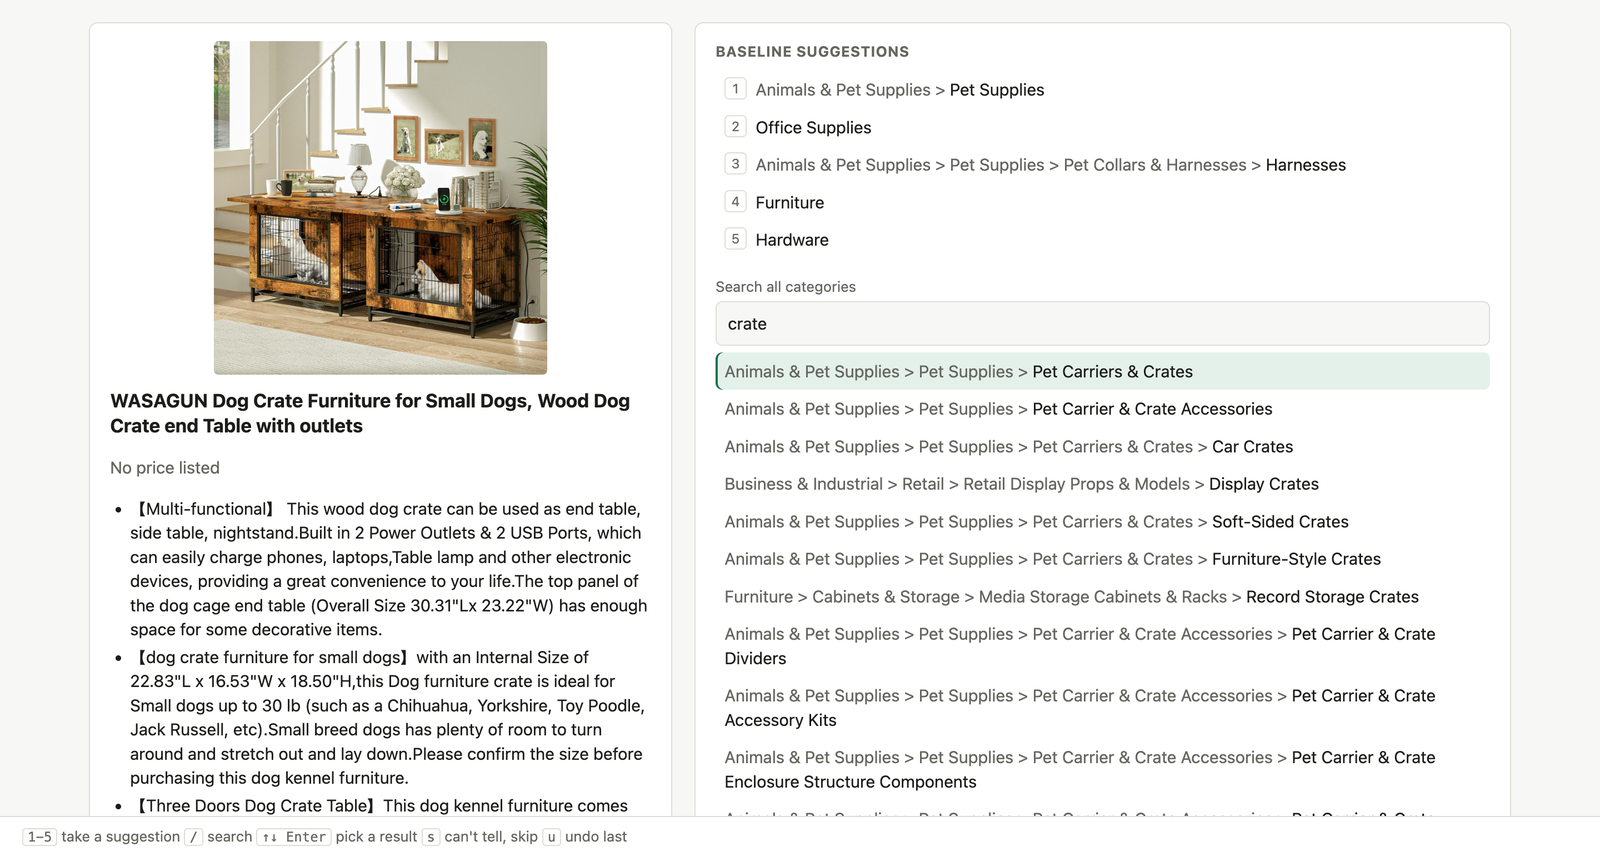 BASELINE SUGGESTIONS
1 Animals & Pet Supplies > Pet Supplies
2 Office Supplies
3 Animals & Pet Supplies > Pet Supplies > Pet Collars & Harnesses > Harnesses
4 Furniture
5 Hardware
Search all categories
crate
Animals & Pet Supplies > Pet Supplies > Pet Carriers & Crates
Animals & Pet Supplies > Pet Supplies > Pet Carrier & Crate Accessories
Animals & Pet Supplies > Pet Supplies > Pet Carriers & Crates > Car Crates
Business & Industrial > Retail > Retail Display Props & Models > Display Crates
Animals & Pet Supplies > Pet Supplies > Pet Carriers & Crates > Soft-Sided Crates
Animals & Pet Supplies > Pet Supplies > Pet Carriers & Crates > Furniture-Style Crates
Furniture > Cabinets & Storage > Media Storage Cabinets & Racks > Record Storage Crates
Animals & Pet Supplies > Pet Supplies > Pet Carrier & Crate Accessories > Pet Carrier & Crate
Dividers
Animals & Pet Supplies > Pet Supplies > Pet Carrier & Crate Accessories > Pet Carrier & Crate
Accessory Kits
Animals & Pet Supplies > Pet Supplies > Pet Carrier & Crate Accessories > Pet Carrier & Crate
Enclosure Structure Components
WASAGUN Dog Crate Furniture for Small Dogs, Wood Dog
Crate end Table with outlets
No price listed
• 【Multi-functional】 This wood dog crate can be used as end table,
side table, nightstand.Built in 2 Power Outlets & 2 USB Ports, which
can easily charge phones, laptops,Table lamp and other electronic
devices, providing a great convenience to your life.The top panel of
the dog cage end table (Overall Size 30.31"Lx 23.22"W) has enough
space for some decorative items.
• 【dog crate furniture for small dogs】with an Internal Size of
22.83"L x 16.53"W x 18.50"H,this Dog furniture crate is ideal for
Small dogs up to 30 lb (such as a Chihuahua, Yorkshire, Toy Poodle,
Jack Russell, etc).Small breed dogs has plenty of room to turn
around and stretch out and lay down.Please confirm the size before
purchasing this dog kennel furniture.
• 【Three Doors Dog Crate Table】This dog kennel furniture comes
1–5 take a suggestion / search ↑↓ Enter pick a result s can't tell, skip u undo last